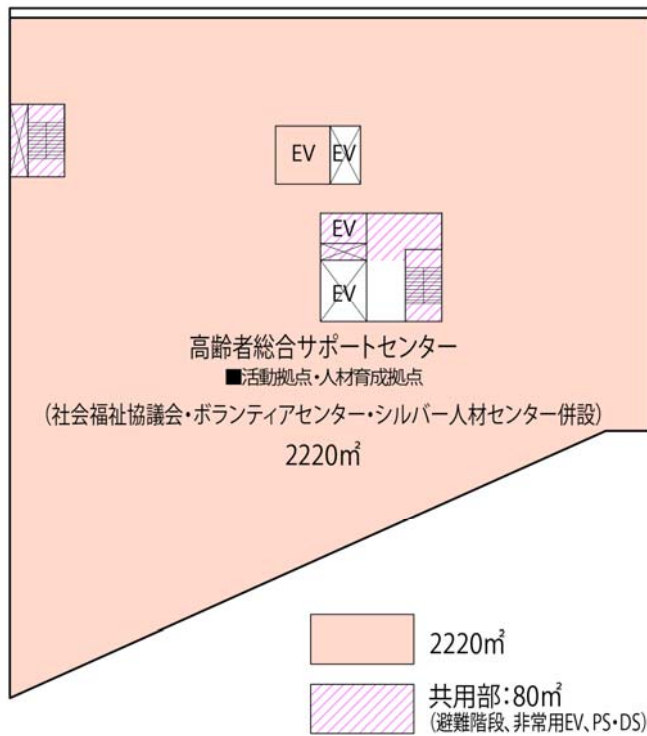 EV EV
EV
EV
高齢者総合サポートセンター
■活動拠点・人材育成拠点
(社会福祉協議会・ボランティアセンター・シルバー人材センター併設)
2220㎡
2220㎡
共用部:80㎡
(避難階段、非常用EV、PS・DS)